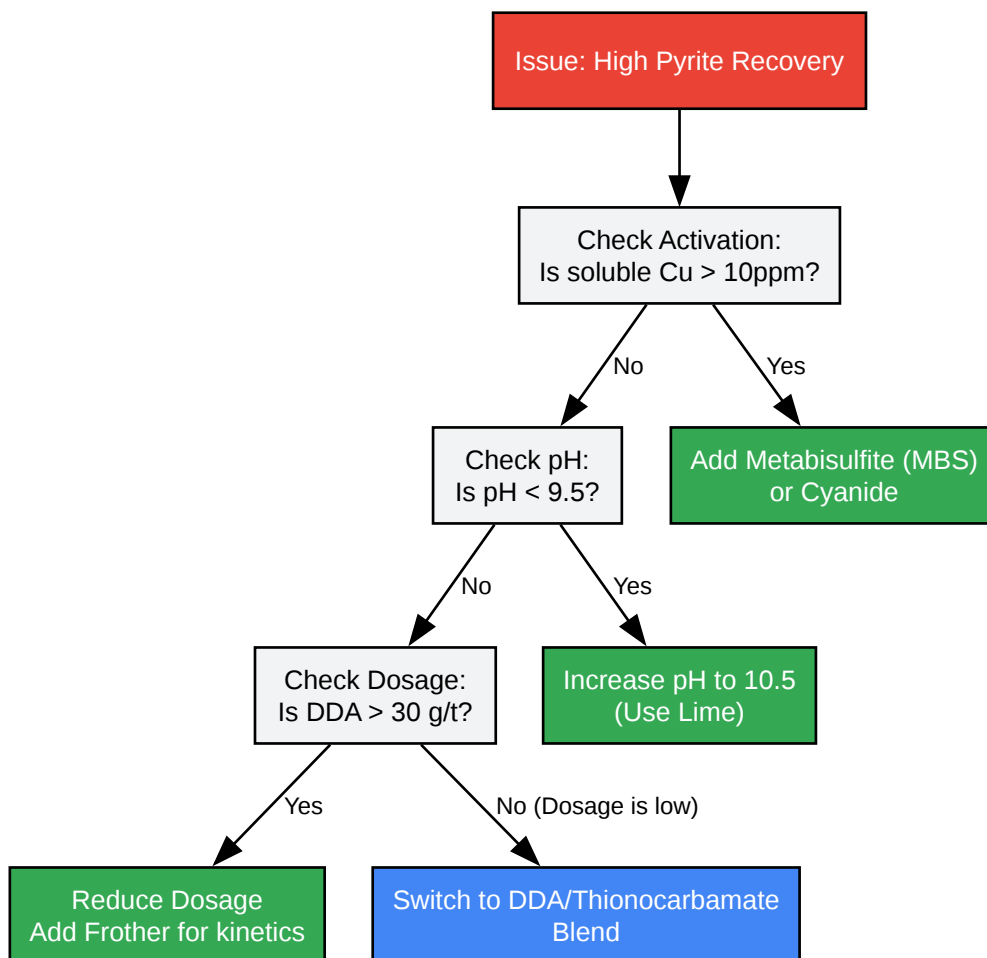 Issue: High Pyrite Recovery
Check Activation:
Is soluble Cu > 10ppm?
No
Yes
Check pH:
Is pH < 9.5?
Add Metabisulfite (MBS)
or Cyanide
No
Yes
Check Dosage:
Is DDA > 30 g/t?
Increase pH to 10.5
(Use Lime)
Yes
No (Dosage is low)
Reduce Dosage
Add Frother for kinetics
Switch to DDA/Thionocarbamate
Blend